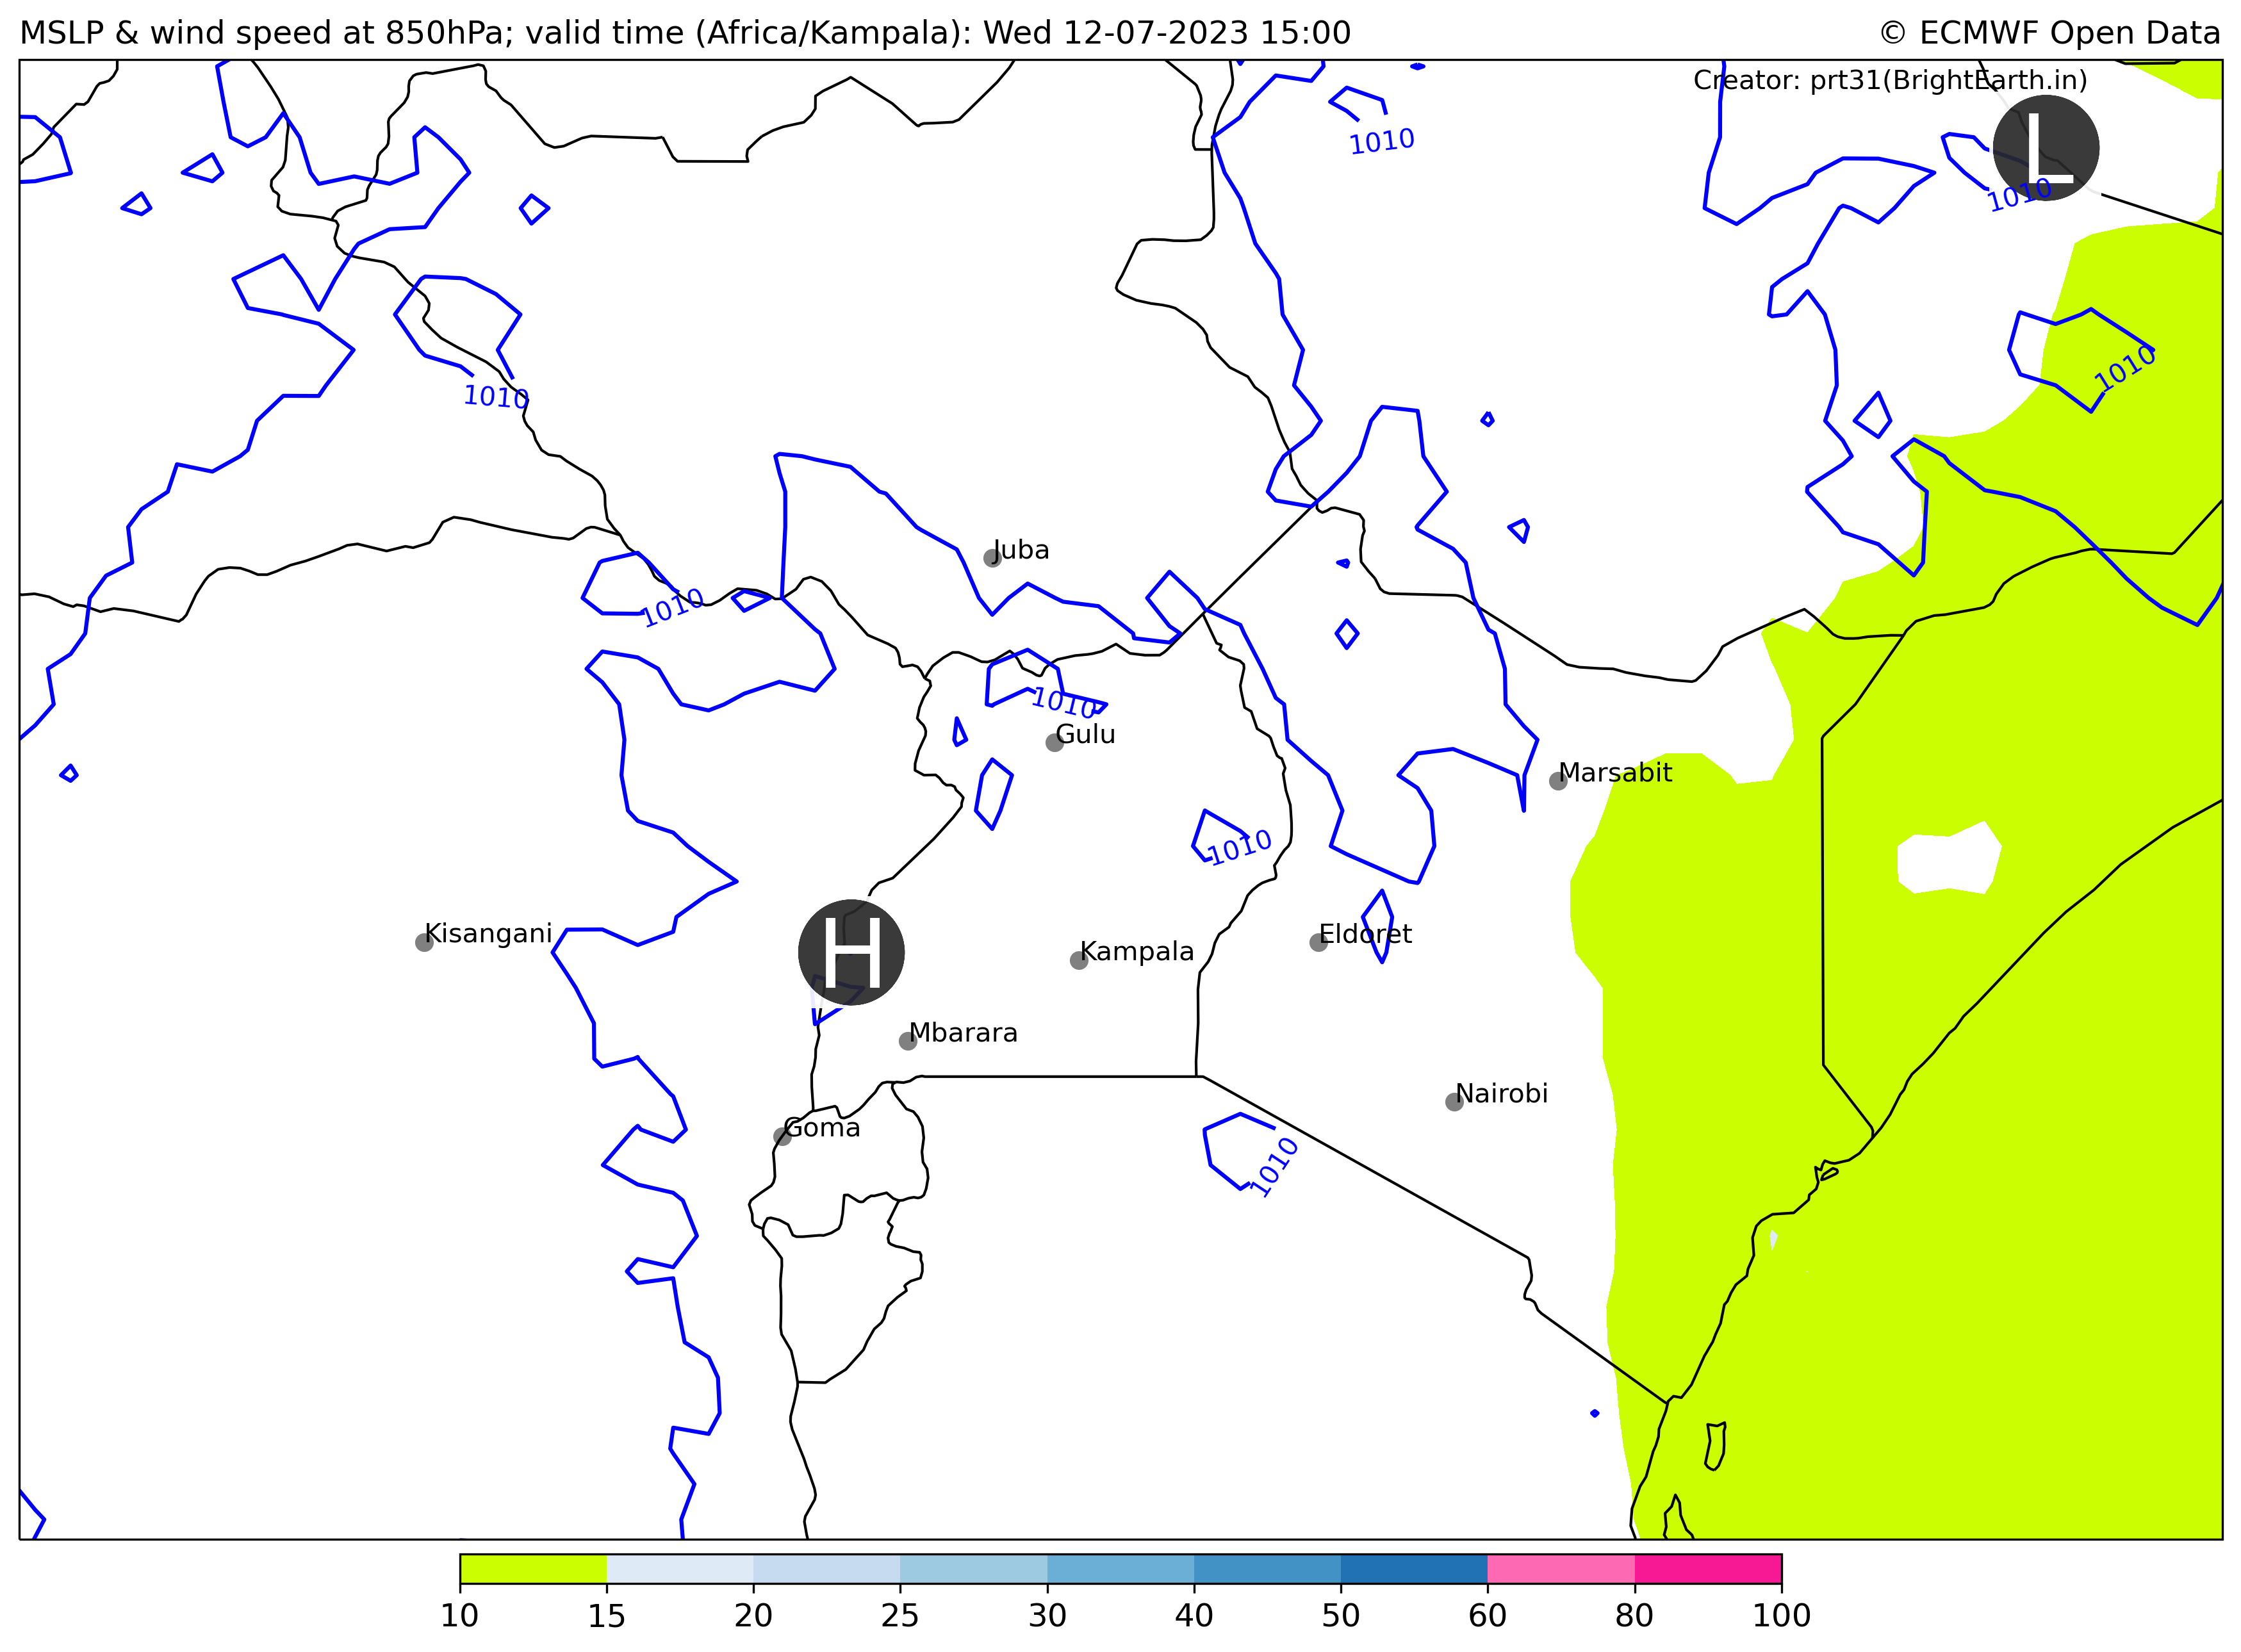 MSLP & wind speed at 850hPa; valid time (Africa/Kampala): Wed 12-07-2023 15:00
© ECMWF Open Data
Creator: prt31(BrightEarth.in)
L
1010
1010
1010
1010
Juba
1010
1010
Gulu
Marsabit
1010
Kisangani
H
Kampala
Eldoret
Mbarara
Nairobi
Goma
1010
10 15 20 25 30 40 50 60 80 100